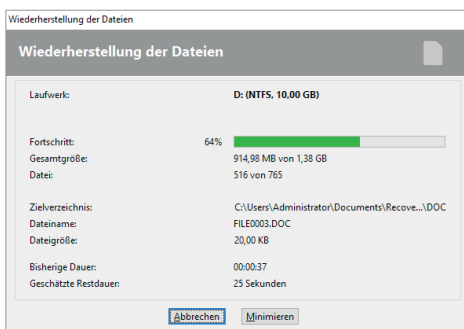 Wiederherstellung der Dateien
Wiederherstellung der Dateien
Laufwerk: D: (NTFS, 10,00 GB)
Fortschritt: 64%
Gesamtgröße: 914,98 MB von 1,38 GB
Datei: 516 von 765
Zielverzeichnis: C:\Users\Administrator\Documents\Recove...\DOC
Dateiname: FILE0003.DOC
Dateigröße: 20,00 KB
Bisherige Dauer: 00:00:37
Geschätzte Restdauer: 25 Sekunden
Abbrechen Minimieren